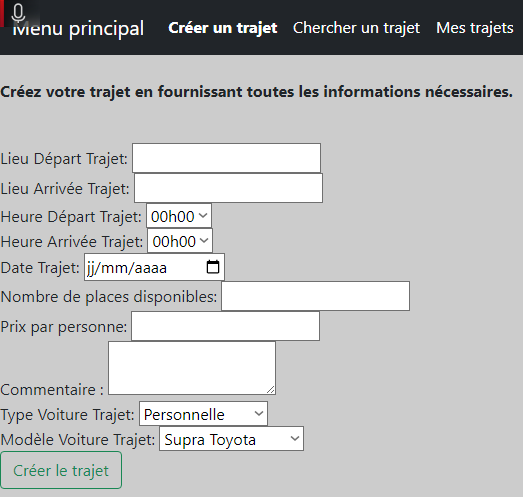 Menu principal Créer un trajet Chercher un trajet Mes trajets
Créez votre trajet en fournissant toutes les informations nécessaires.
Lieu Départ Trajet:
Lieu Arrivée Trajet:
Heure Départ Trajet: 00h00
Heure Arrivée Trajet: 00h00
Date Trajet: jj/mm/aaaa
Nombre de places disponibles:
Prix par personne:
Commentaire :
Type Voiture Trajet: Personnelle
Modèle Voiture Trajet: Supra Toyota
Créer le trajet